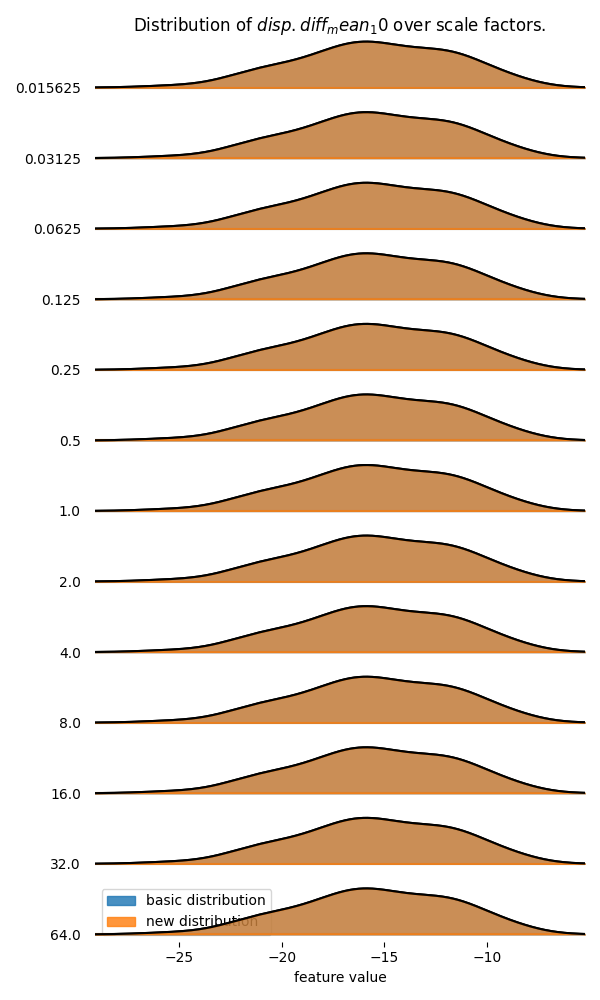 Distribution of disp.diff_mean_10 over scale factors.
0.015625
0.03125
0.0625
0.125
0.25
0.5
1.0
2.0
4.0
8.0
16.0
32.0
64.0
basic distribution
new distribution
−25 −20 −15 −10
feature value